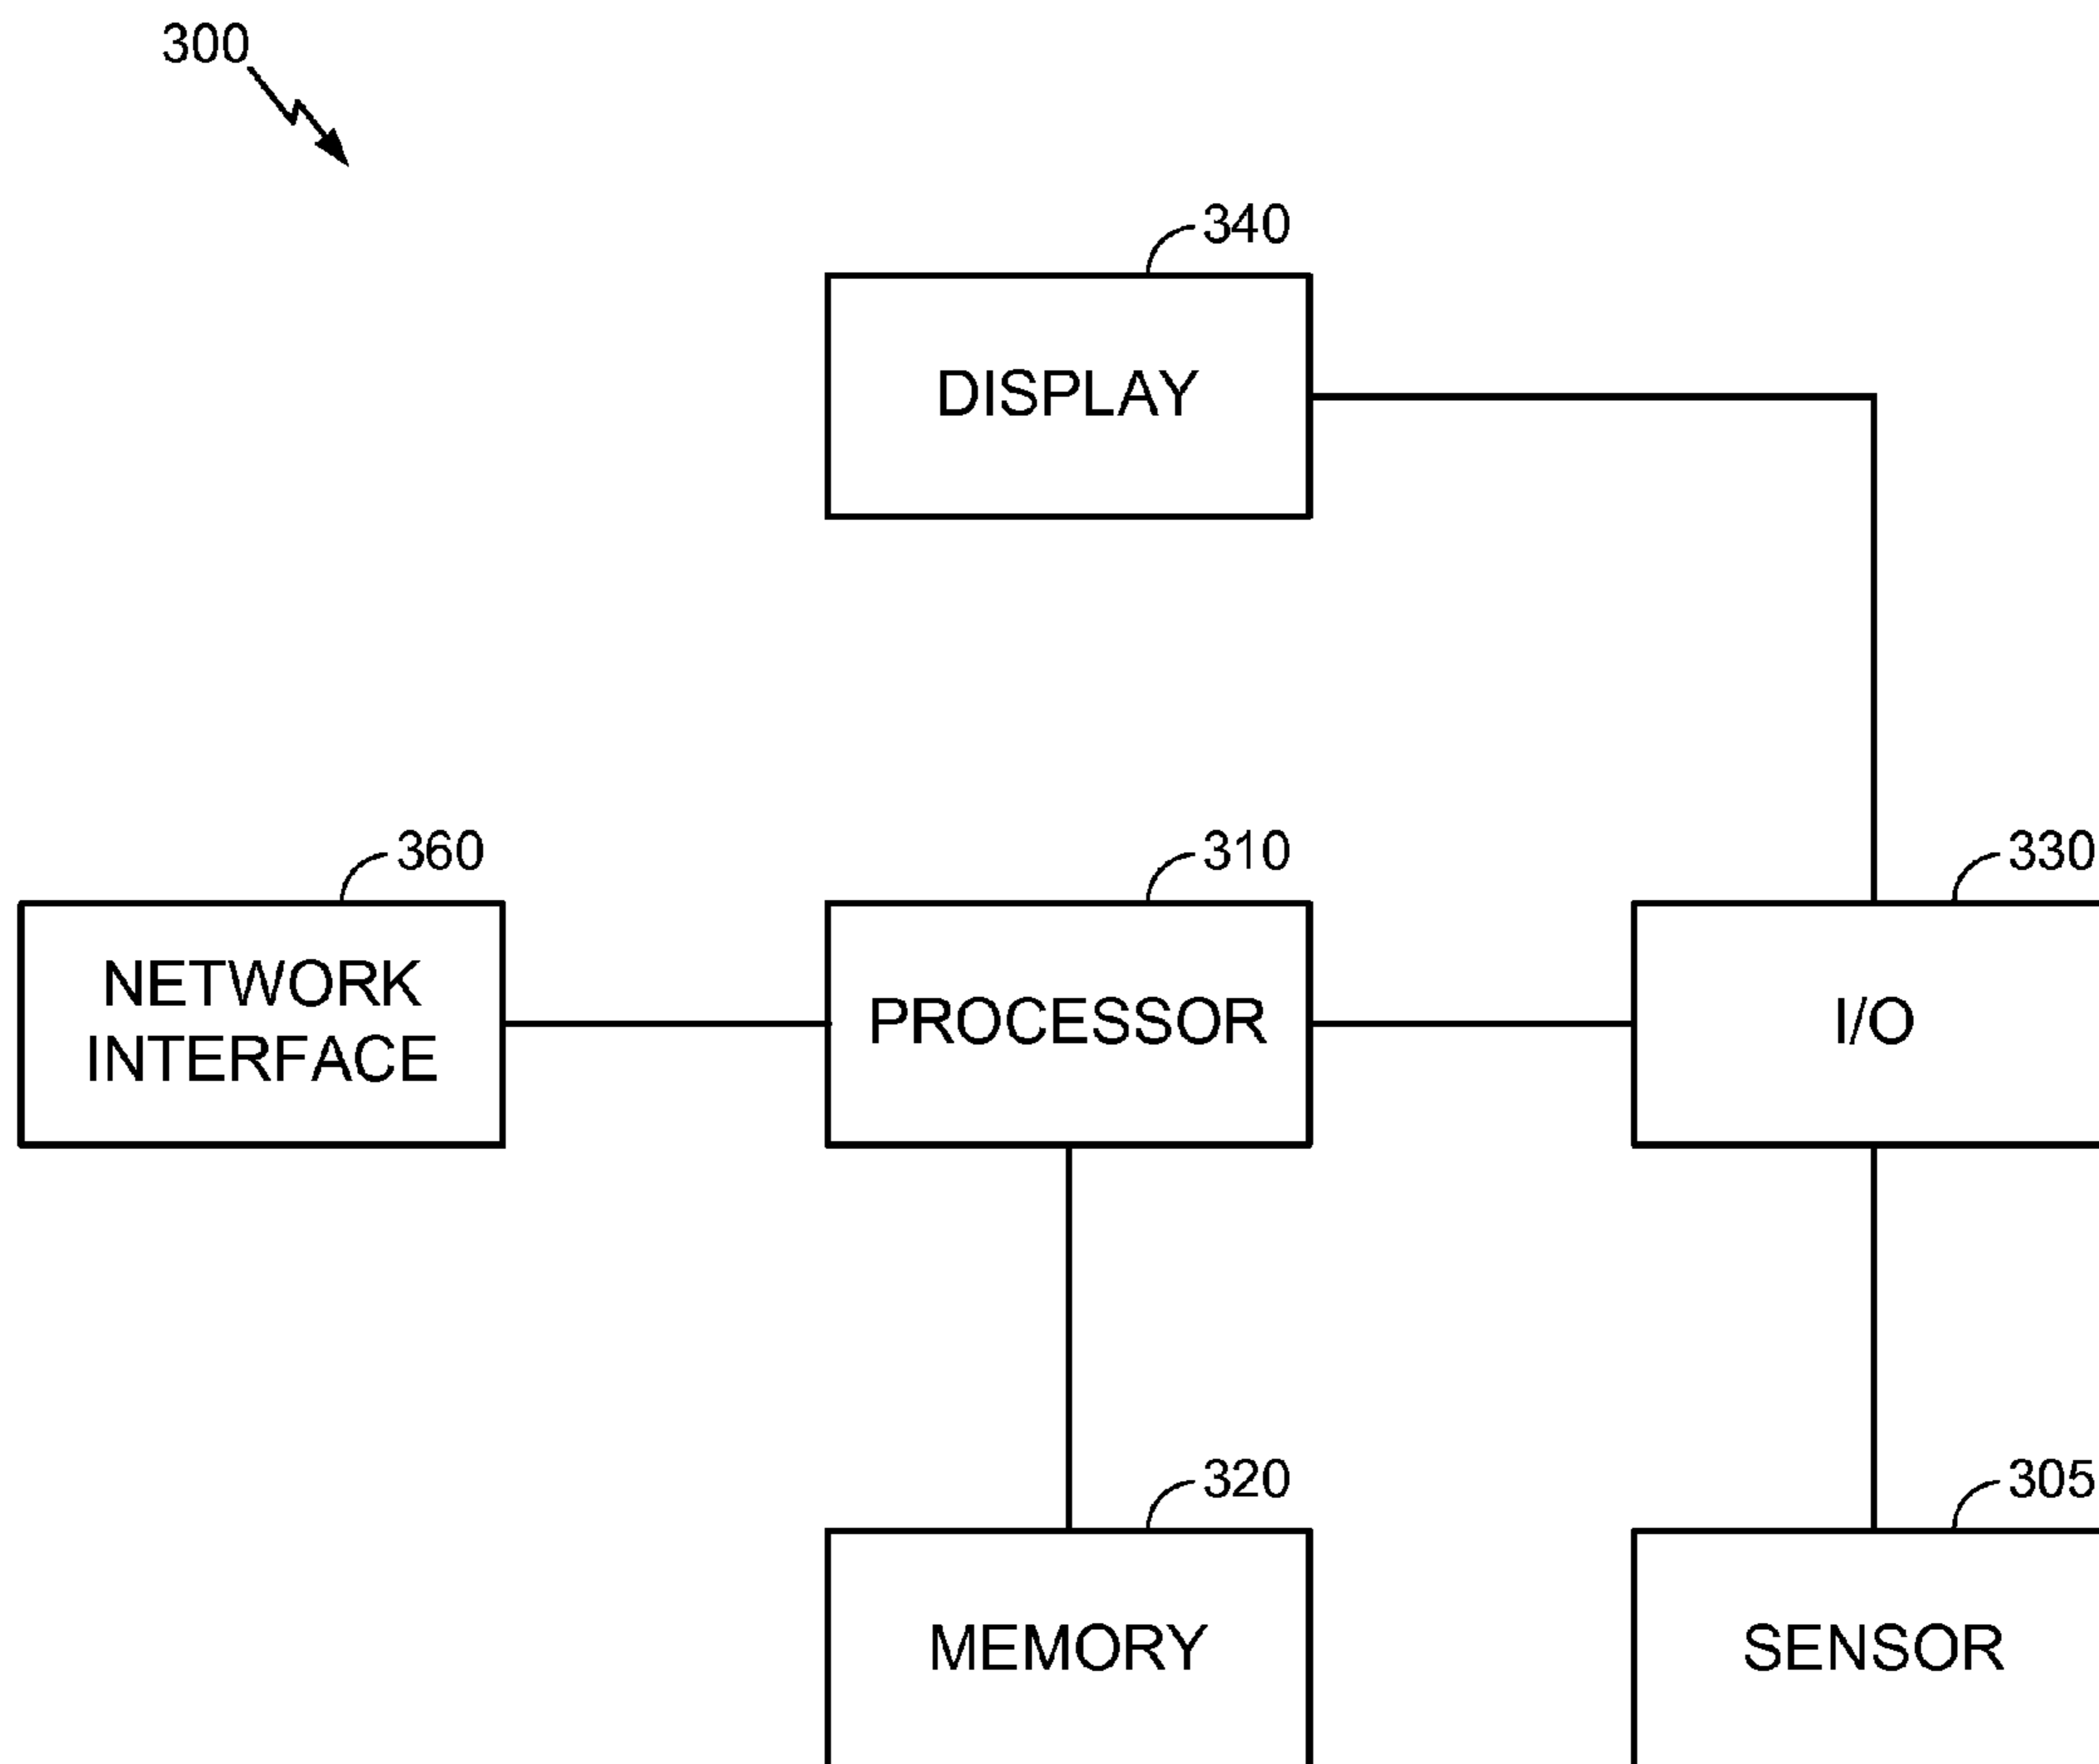 300
340
DISPLAY
360
310
330
NETWORK
INTERFACE
PROCESSOR
I/O
320
305
MEMORY
SENSOR